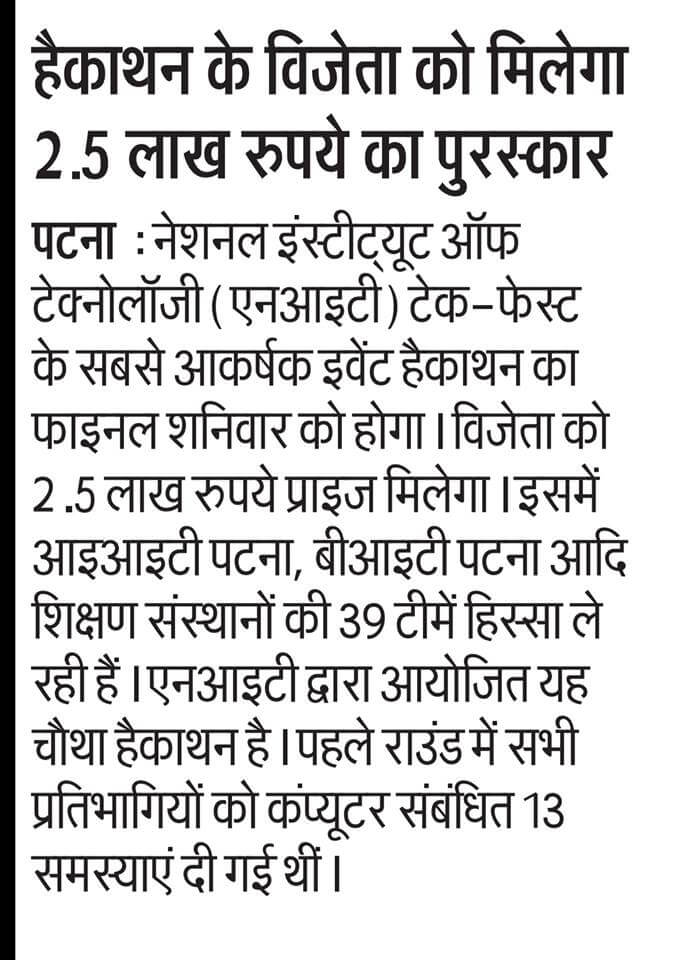 हैकाथन के विजेता को मिलेगा
2.5 लाख रुपये का पुरस्कार
पटना : नेशनल इंस्टीट्यूट ऑफ
टेक्नोलॉजी (एनआइटी) टेक-फेस्ट
के सबसे आकर्षक इवेंट हैकाथन का
फाइनल शनिवार को होगा । विजेता को
2 .5 लाख रुपये प्राइज मिलेगा । इसमें
आइआइटी पटना, बीआइटी पटना आदि
शिक्षण संस्थानों की 39 टीमें हिस्सा ले
रही हैं । एनआइटी द्वारा आयोजित यह
चौथा हैकाथन है । पहले राउंड में सभी
प्रतिभागियों को कंप्यूटर संबंधित 13
समस्याएं दी गई थीं ।